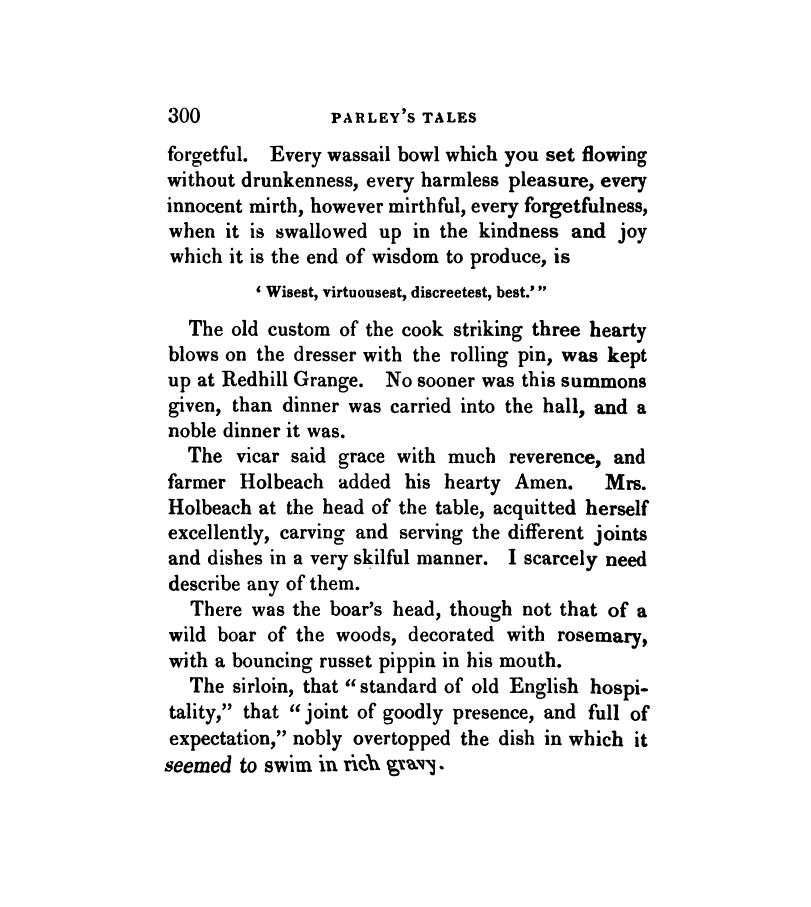 300 PARLEY'S TALES
forgetful. Every wassail bowl which you set flowing
without drunkenness, every harmless pleasure, every
innocent mirth, however mirthful, every forgetfulness,
when it is swallowed up in the kindness and joy
which it is the end of wisdom to produce, is
‘ Wisest, virtuousest, discreetest, best.’ ”
The old custom of the cook striking three hearty
blows on the dresser with the rolling pin, was kept
up at Redhill Grange. No sooner was this summons
given, than dinner was carried into the hall, and a
noble dinner it was.
The vicar said grace with much reverence, and
farmer Holbeach added his hearty Amen. Mrs.
Holbeach at the head of the table, acquitted herself
excellently, carving and serving the different joints
and dishes in a very skilful manner. I scarcely need
describe any of them.
There was the boar's head, though not that of a
wild boar of the woods, decorated with rosemary,
with a bouncing russet pippin in his mouth.
The sirloin, that “ standard of old English hospi-
tality,” that “ joint of goodly presence, and full of
expectation,” nobly overtopped the dish in which it
seemed to swim in rich gravy.